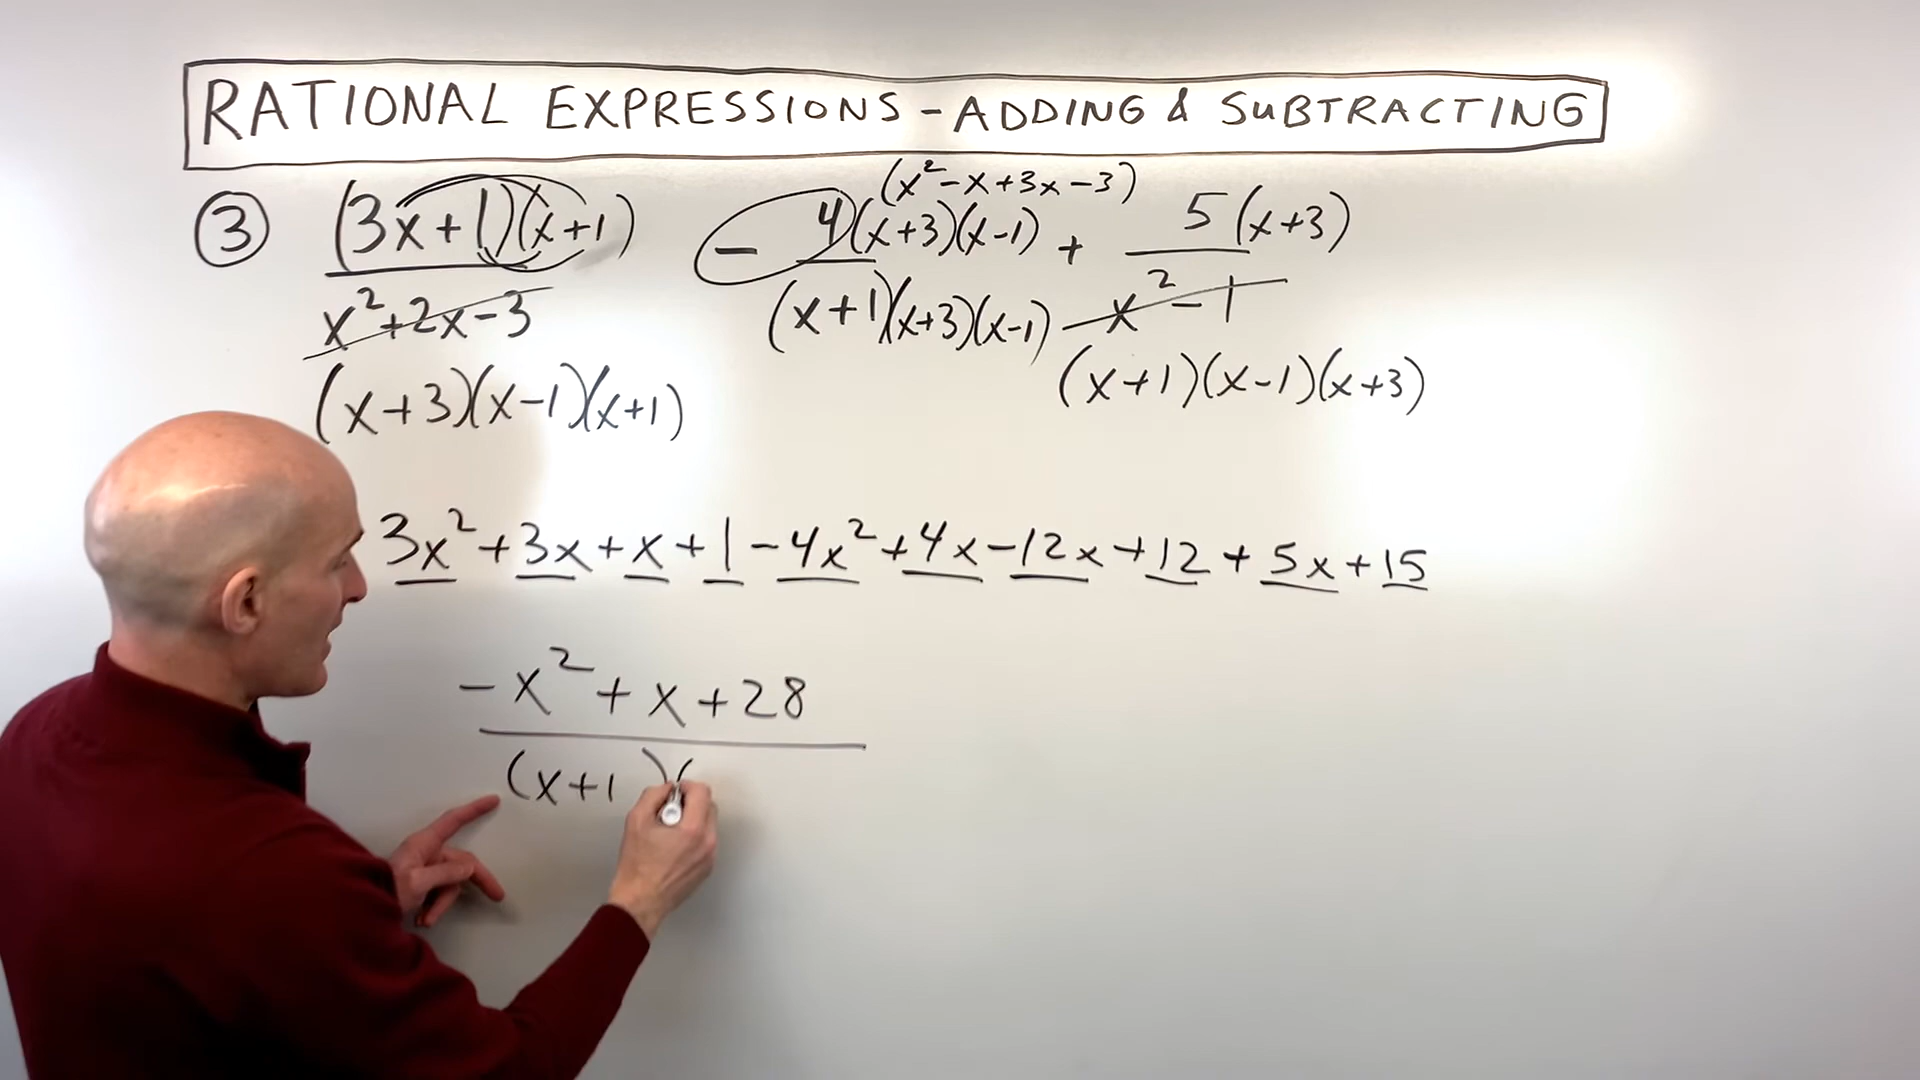 RATIONAL EXPRESSIONS - ADDING & SUBTRACTING
(x²-x+3x-3)
③ (3x+1)(x+1) - 4(x+3)(x-1) + 5(x+3)
x²+2x-3 (x+1)(x+3)(x-1) x²-1
(x+3)(x-1)(x+1) (x+1)(x-1)(x+3)
3x²+3x+x+1-4x²+4x-12x+12+5x+15
-x²+x+28
(x+1)(